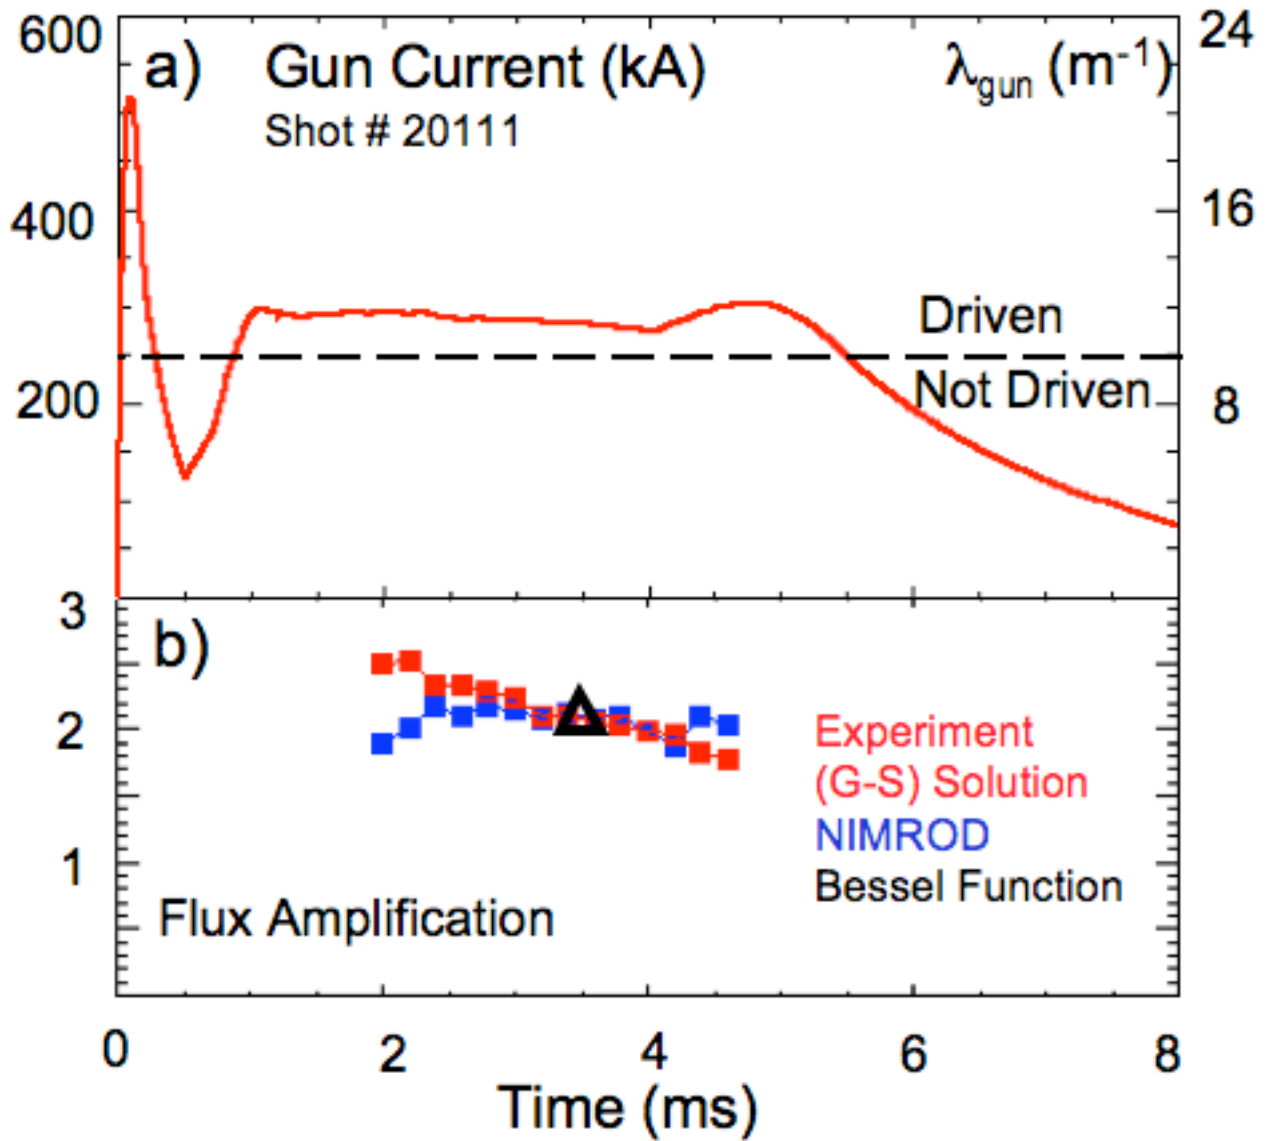 600
a) Gun Current (kA)
λgun (m-1)
24
Shot # 20111
400
16
Driven
Not Driven
200
8
3
b)
2
Experiment
(G-S) Solution
NIMROD
1
Bessel Function
Flux Amplification
0 2 4 6 8
Time (ms)